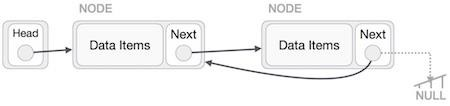 NODE
NODE
Head
Data Items
Next
Data Items
Next
NULL